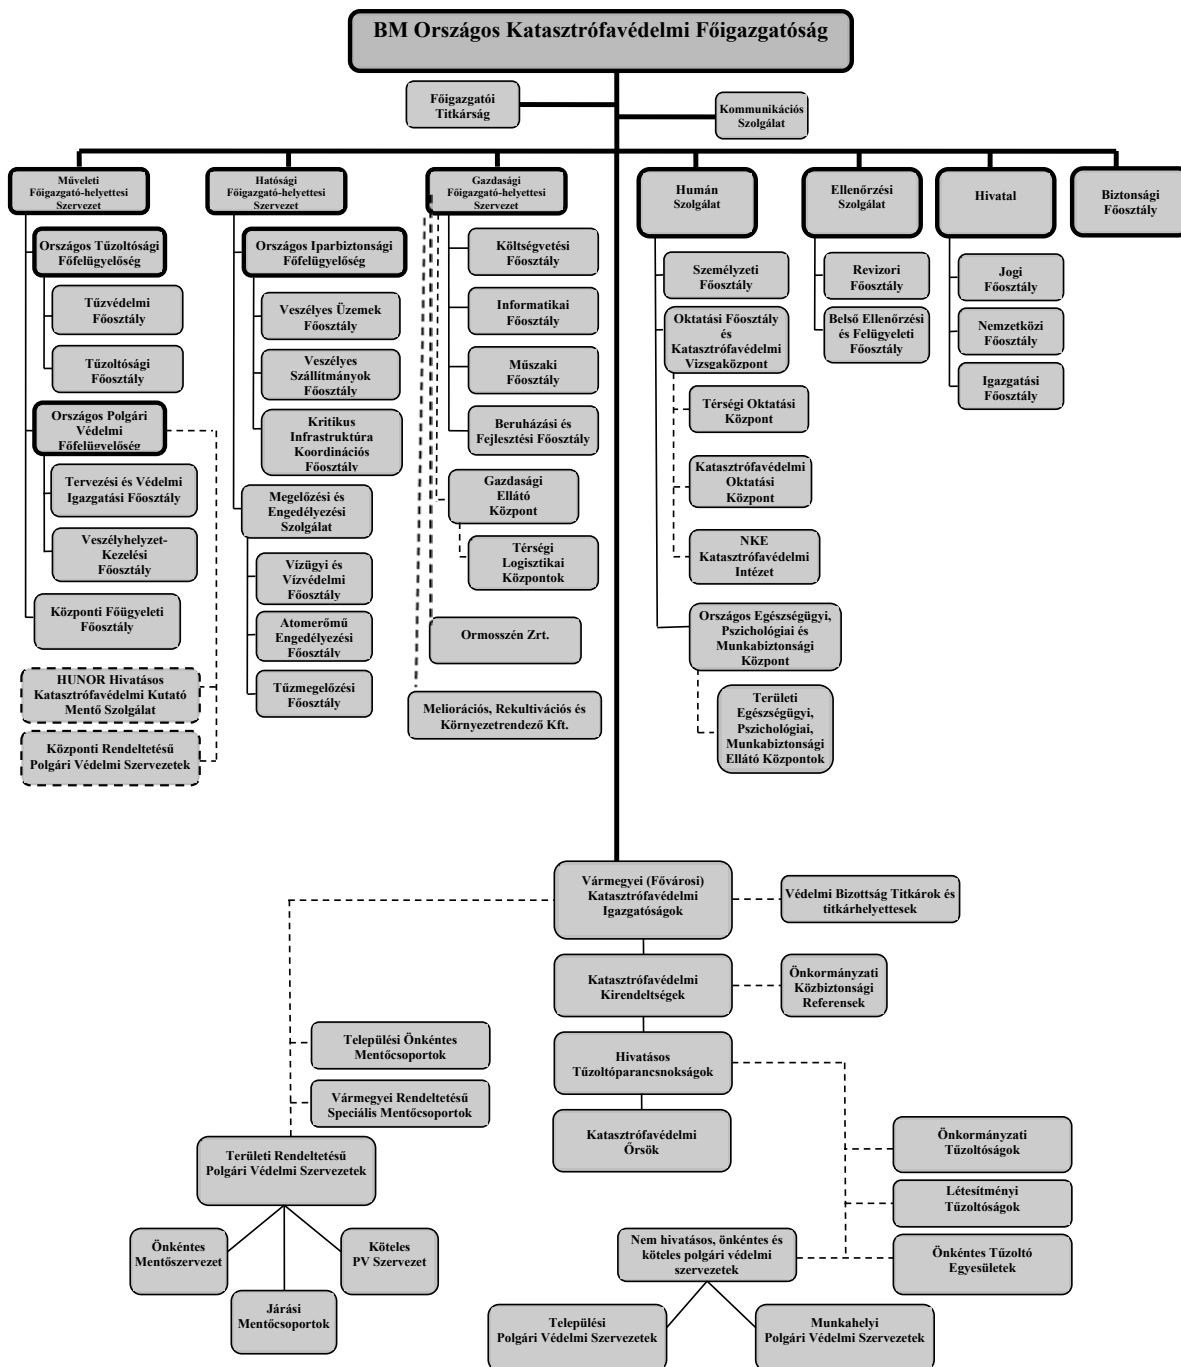 BM Országos Katasztrófavédelmi Főigazgatóság
Főigazgatói
Titkárság
Kommunikációs
Szolgálat
Műveleti
Főigazgató-helyettesi
Szervezet
Hatósági
Főigazgató-helyettesi
Szervezet
Gazdasági
Főigazgató-helyettesi
Szervezet
Humán
Szolgálat
Ellenőrzési
Szolgálat
Hivatal
Biztonsági
Főosztály
Országos Tűzoltósági
Főfelügyelőség
Tűzvédelmi
Főosztály
Tűzoltósági
Főosztály
Országos Polgári
Védelmi
Főfelügyelőség
Tervezési és Védelmi
Igazgatási Főosztály
Veszélyhelyzet-
Kezelési
Főosztály
Központi Főügyeleti
Főosztály
HUNOR Hivatásos
Katasztrófavédelmi Kutató
Mentő Szolgálat
Központi Rendeltetésű
Polgári Védelmi Szervezetek
Országos Iparbiztonsági
Főfelügyelőség
Veszélyes Üzemek
Főosztály
Veszélyes
Szállítmányok
Főosztály
Kritikus
Infrastruktúra
Koordinációs
Főosztály
Megelőzési és
Engedélyezési
Szolgálat
Vízügyi és
Vízvédelmi
Főosztály
Atomerőmű
Engedélyezési
Főosztály
Tűzmegelőzési
Főosztály
Költségvetési
Főosztály
Informatikai
Főosztály
Műszaki
Főosztály
Beruházási és
Fejlesztési Főosztály
Gazdasági
Ellátó
Központ
Térségi
Logisztikai
Központok
Ormosszén Zrt.
Meliorációs, Rekultivációs és
Környezetrendező Kft.
Személyzeti
Főosztály
Oktatási Főosztály
és
Katasztrófavédelmi
Vizsgaközpont
Térségi Oktatási
Központ
Katasztrófavédelmi
Oktatási
Központ
NKE
Katasztrófavédelmi
Intézet
Országos Egészségügyi,
Pszichológiai és
Munkabiztonsági
Központ
Területi
Egészségügyi,
Pszichológiai,
Munkabiztonsági
Ellátó Központok
Revizori
Főosztály
Belső Ellenőrzési
és Felügyeleti
Főosztály
Jogi
Főosztály
Nemzetközi
Főosztály
Igazgatási
Főosztály
Vármegyei (Fővárosi)
Katasztrófavédelmi
Igazgatóságok
Védelmi Bizottság Titkárok és
titkárhelyettesek
Katasztrófavédelmi
Kirendeltségek
Önkormányzati
Közbiztonsági
Referensek
Települési Önkéntes
Mentőcsoportok
Hivatásos
Tűzoltóparancsnokságok
Vármegyei Rendeltetésű
Speciális Mentőcsoportok
Katasztrófavédelmi
Őrsök
Területi Rendeltetésű
Polgári Védelmi Szervezetek
Önkéntes
Mentőszervezet
Járási
Mentőcsoportok
Köteles
PV Szervezet
Önkormányzati
Tűzoltóságok
Létesítményi
Tűzoltóságok
Önkéntes Tűzoltó
Egyesületek
Nem hivatásos, önkéntes és
köteles polgári védelmi
szervezetek
Települési
Polgári Védelmi Szervezetek
Munkahelyi
Polgári Védelmi Szervezetek